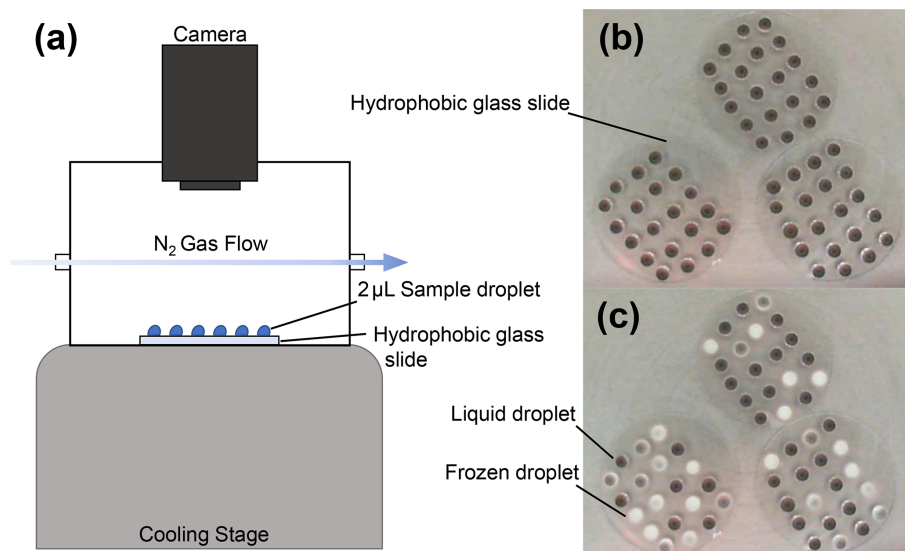 (a)
Camera
N2 Gas Flow
2 µL Sample droplet
Hydrophobic glass
slide
Cooling Stage
(b)
Hydrophobic glass slide
(c)
Liquid droplet
Frozen droplet